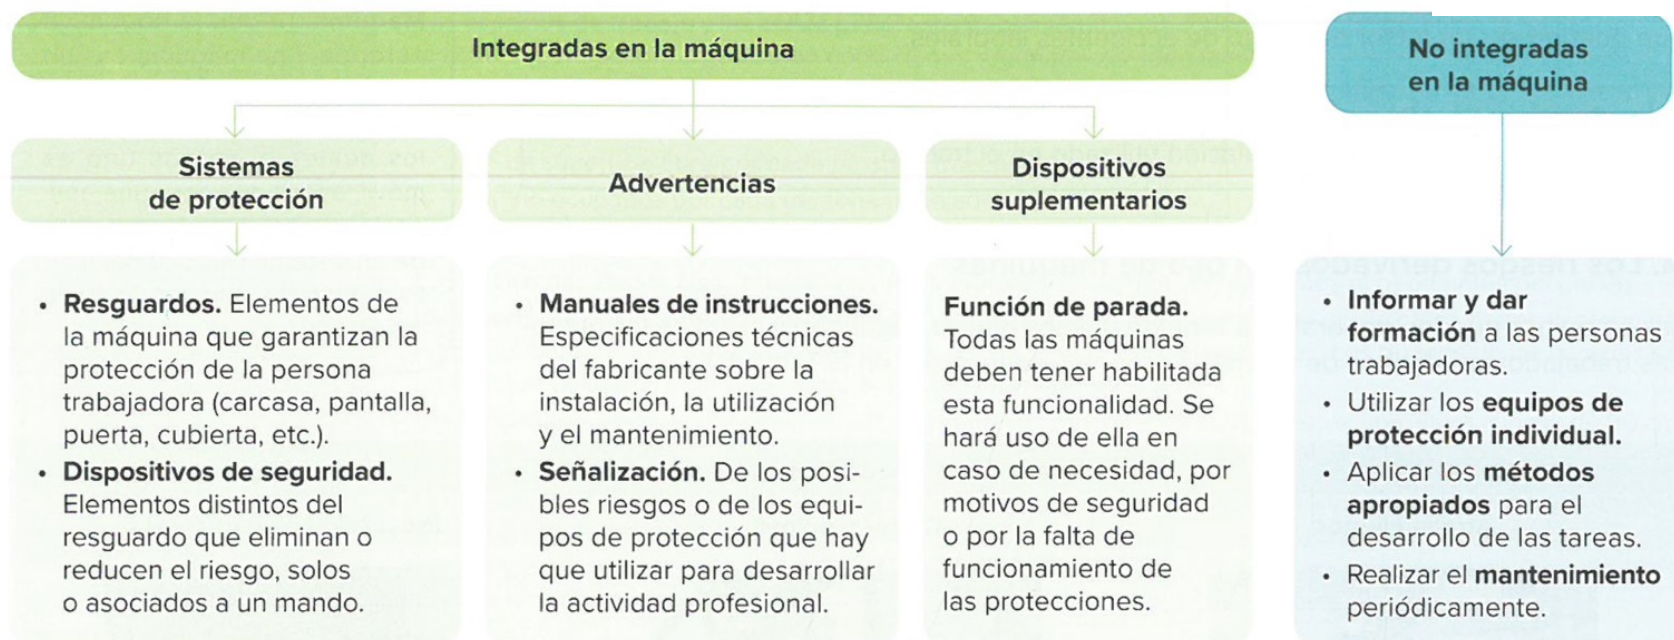 Integradas en la máquina
No integradas
en la máquina
Sistemas
de protección
Advertencias
Dispositivos
suplementarios
• Resguardos. Elementos de
la máquina que garantizan la
protección de la persona
trabajadora (carcasa, pantalla,
puerta, cubierta, etc.).
• Dispositivos de seguridad.
Elementos distintos del
resguardo que eliminan o
reducen el riesgo, solos
o asociados a un mando.
• Manuales de instrucciones.
Especificaciones técnicas
del fabricante sobre la
instalación, la utilización
y el mantenimiento.
• Señalización. De los posi-
bles riesgos o de los equi-
pos de protección que hay
que utilizar para desarrollar
la actividad profesional.
Función de parada.
Todas las máquinas
deben tener habilitada
esta funcionalidad. Se
hará uso de ella en
caso de necesidad, por
motivos de seguridad
o por la falta de
funcionamiento de
las protecciones.
• Informar y dar
formación a las personas
trabajadoras.
• Utilizar los equipos de
protección individual.
• Aplicar los métodos
apropiados para el
desarrollo de las tareas.
• Realizar el mantenimiento
periódicamente.